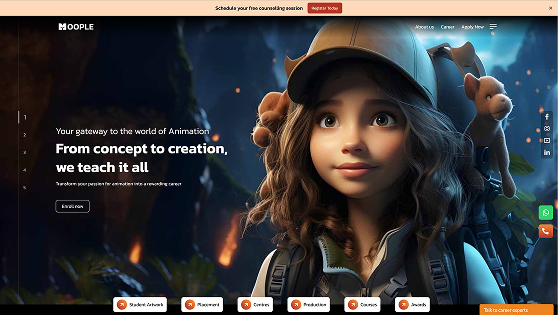 Schedule your free counselling session
Register Today
×
MOOPLE
About us
Career
Apply Now
1
2
3
4
5
Your gateway to the world of Animation
From concept to creation,
we teach it all
Transform your passion for animation into a rewarding career
Enroll now
Student Artwork
Placement
Centres
Production
Courses
Awards
Talk to career experts